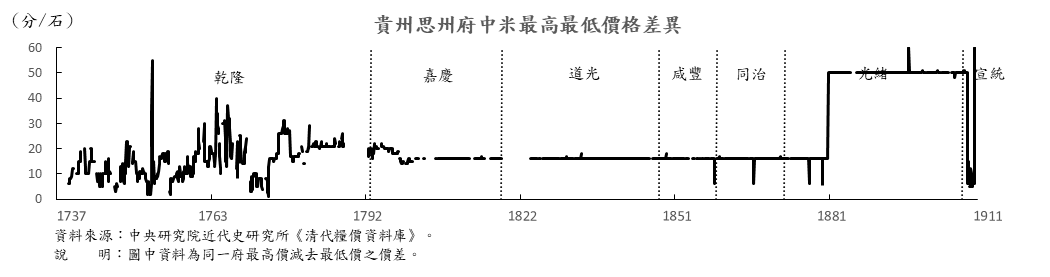 (分/石)
貴州思州府中米最高最低價格差異
60
50
40
30
20
10
0
乾隆
嘉慶
道光
咸豐
同治
光緒
宣統
1737 1763 1792 1822 1851 1881 1911
資料來源：中央研究院近代史研究所《清代糧價資料庫》。
說　　明：圖中資料為同一府最高價減去最低價之價差。